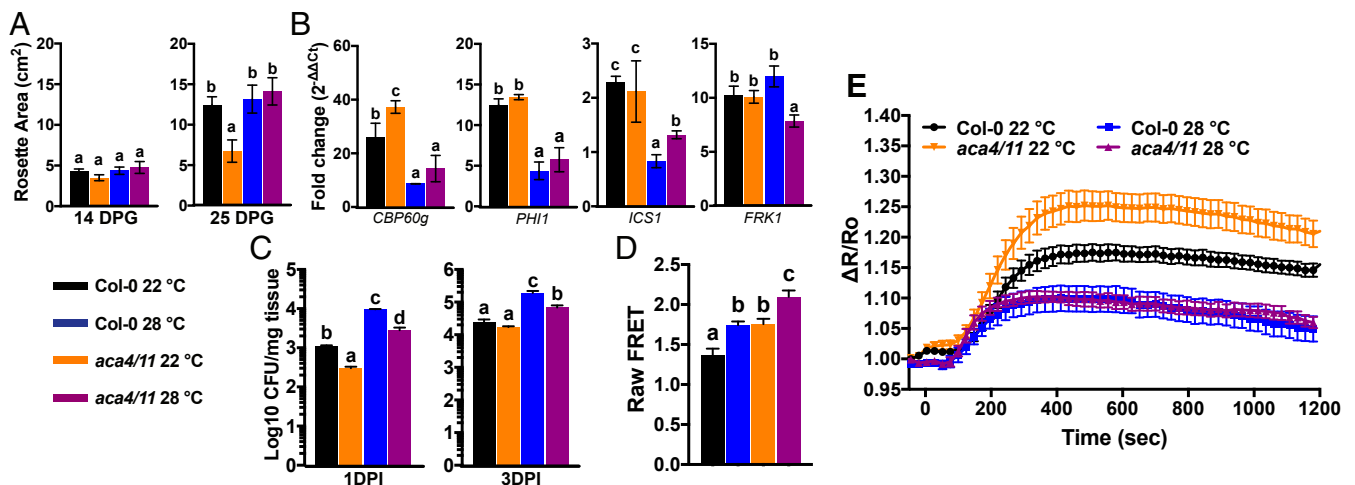 A
Rosette Area (cm²)
20
15
10
5
0
a a a a
14 DPG
20
15
10
5
0
b a b b
25 DPG
B
Fold change (2^-ΔΔCt)
60
40
20
0
b c a a
CBP60g
20
15
10
5
0
b b a a
PHI1
3
2
1
0
c c a b
ICS1
15
10
5
0
b b b a
FRK1
Col-0 22 °C
Col-0 28 °C
aca4/11 22 °C
aca4/11 28 °C
C
Log10 CFU/mg tissue
5
4
3
2
1
0
b a c d
1DPI
6
5
4
3
2
1
0
a a c b
3DPI
D
Raw FRET
2.5
2.0
1.5
1.0
0.5
0.0
a b b c
E
Col-0 22 °C Col-0 28 °C
aca4/11 22 °C aca4/11 28 °C
ΔR/Ro
1.40
1.35
1.30
1.25
1.20
1.15
1.10
1.05
1.00
0.95
0 200 400 600 800 1000 1200
Time (sec)